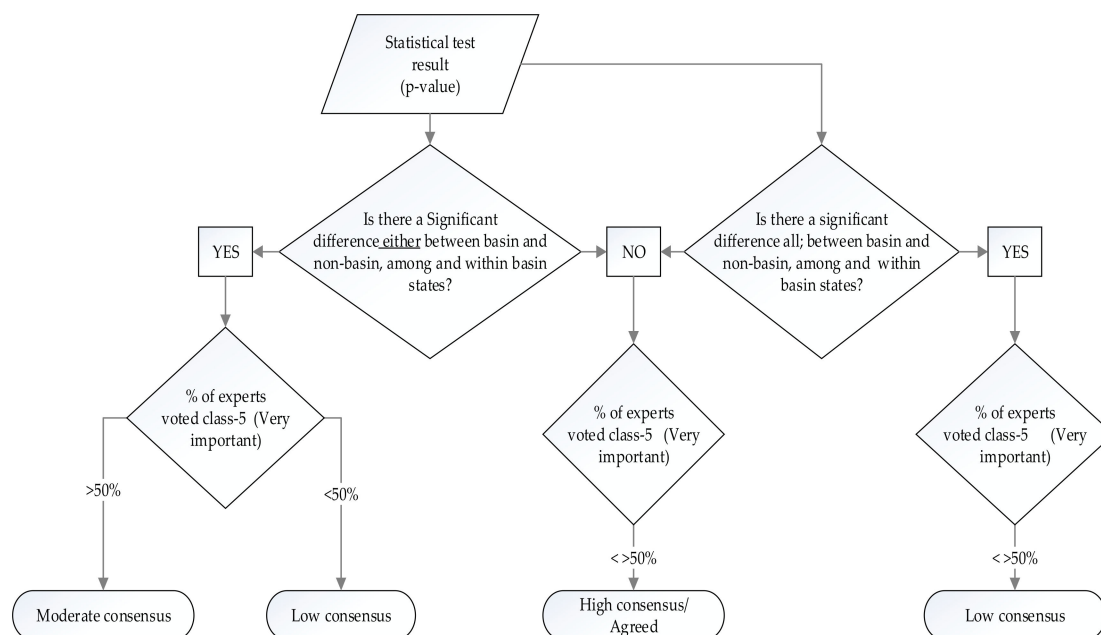 Statistical test
result
(p-value)
Is there a Significant
difference either between basin and
non-basin, among and within basin
states?
Is there a significant
difference all; between basin and
non-basin, among and within
basin states?
YES
NO
YES
% of experts
voted class-5 (Very
important)
% of experts
voted class-5 (Very
important)
% of experts
voted class-5 (Very
important)
>50%
<50%
< >50%
< >50%
Moderate consensus
Low consensus
High consensus/
Agreed
Low consensus